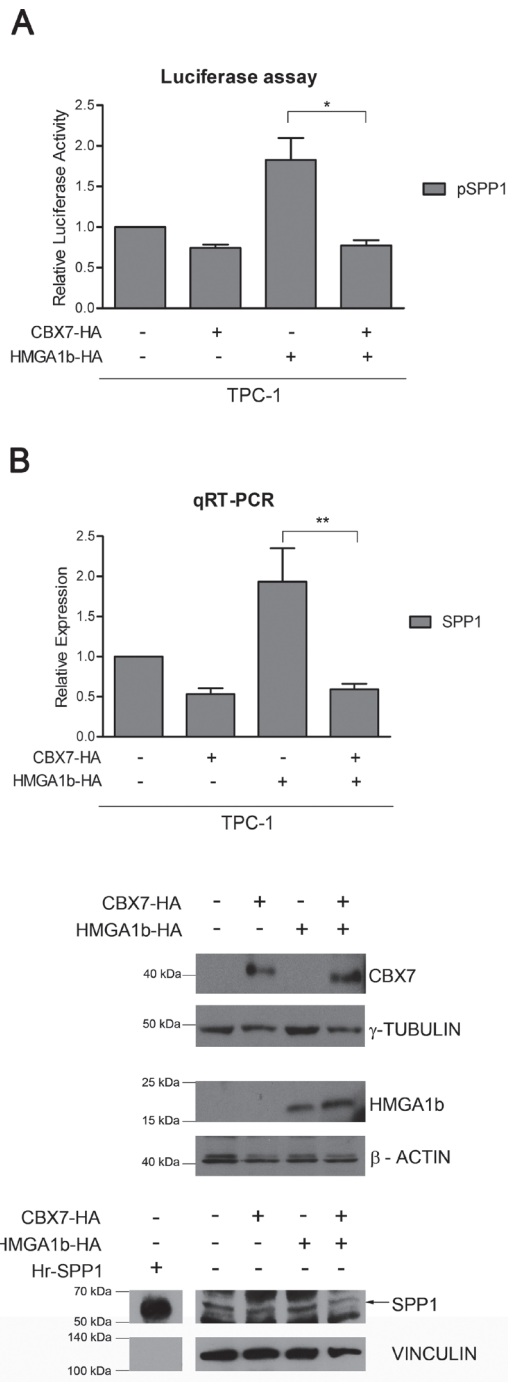 A
Luciferase assay
Relative Luciferase Activity
2.5
2.0
1.5
1.0
0.5
0.0
*
pSPP1
CBX7-HA - + - +
HMGA1b-HA - - + +
TPC-1
B
qRT-PCR
Relative Expression
2.5
2.0
1.5
1.0
0.5
0.0
**
SPP1
CBX7-HA - + - +
HMGA1b-HA - - + +
TPC-1
CBX7-HA - + - +
HMGA1b-HA - - + +
40 kDa CBX7
50 kDa γ-TUBULIN
25 kDa
HMGA1b
15 kDa
40 kDa β - ACTIN
CBX7-HA - - + - +
HMGA1b-HA - - - + +
Hr-SPP1 + - - - -
70 kDa
SPP1
50 kDa
140 kDa
VINCULIN
100 kDa